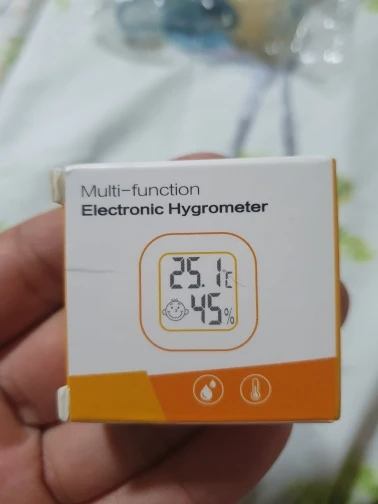 Multi-function
Electronic Hygrometer
25.1℃
45%